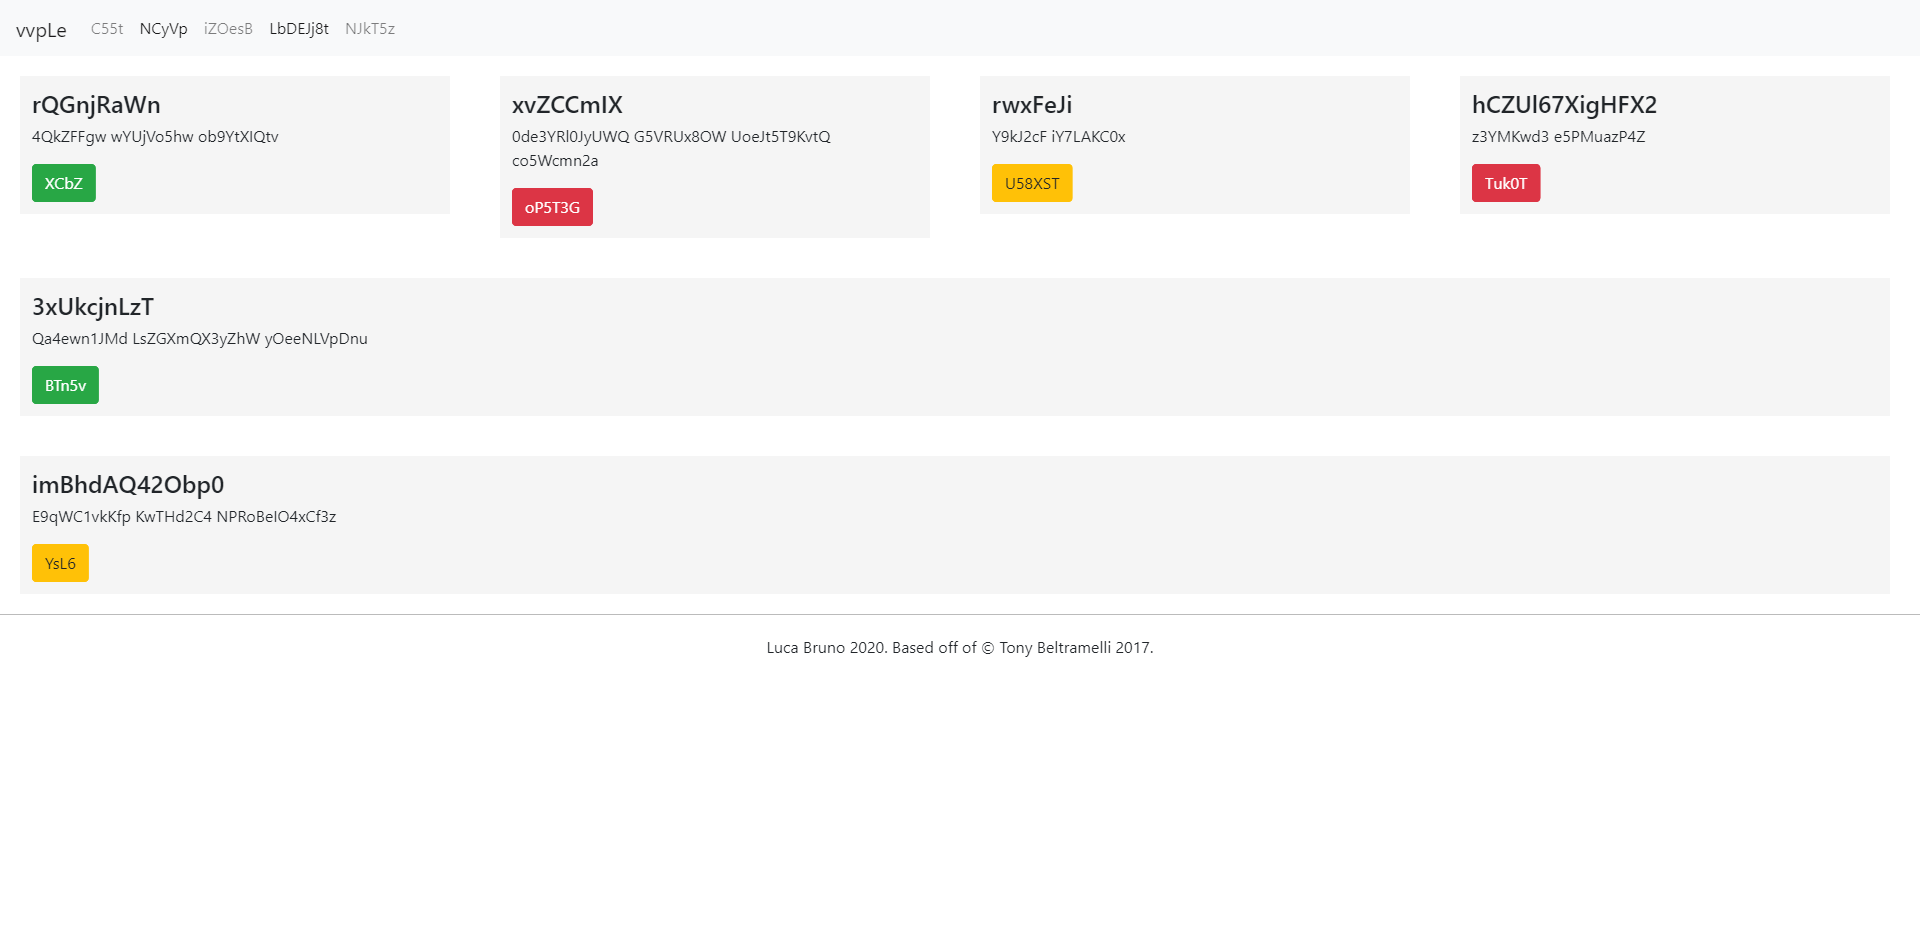 vvpLe C55t NCyVp iZOesB LbDEJj8t NJkT5z
rQGnjRaWn
4QkZFFgw wYUjVo5hw ob9YtXIQtv
XCbZ
xvZCCmIX
0de3YRl0JyUWQ G5VRUx8OW UoeJt5T9KvtQ
co5Wcmn2a
oP5T3G
rwxFeJi
Y9kJ2cF iY7LAKC0x
U58XST
hCZUl67XigHFX2
z3YMKwd3 e5PMuazP4Z
Tuk0T
3xUkcjnLzT
Qa4ewn1JMd LsZGXmQX3yZhW yOeeNLVpDnu
BTn5v
imBhdAQ42Obp0
E9qWC1vkKfp KwTHd2C4 NPRoBeIO4xCf3z
YsL6
Luca Bruno 2020. Based off of © Tony Beltramelli 2017.